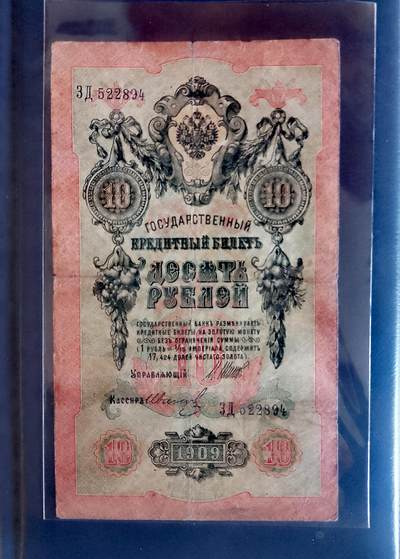 ЗД 522894
10 10
ГОСУДАРСТВЕННЫЙ
КРЕДИТНЫЙ БИЛЕТЪ
ДЕСЯТЬ
РУБЛЕЙ
ГОСУДАРСТВЕННЫЙ БАНКЪ РАЗМѢНИВАЕТЪ
КРЕДИТНЫЕ БИЛЕТЫ НА ЗОЛОТУЮ МОНЕТУ
БЕЗЪ ОГРАНИЧЕНІЯ СУММЫ
(1 РУБЛЬ = 1/15 ИМПЕРІАЛА, СОДЕРЖИТЪ
17,424 ДОЛЕЙ ЧИСТАГО ЗОЛОТА)
УПРАВЛЯЮЩІЙ
КАССИРЪ
ЗД 522894
10 1909 10